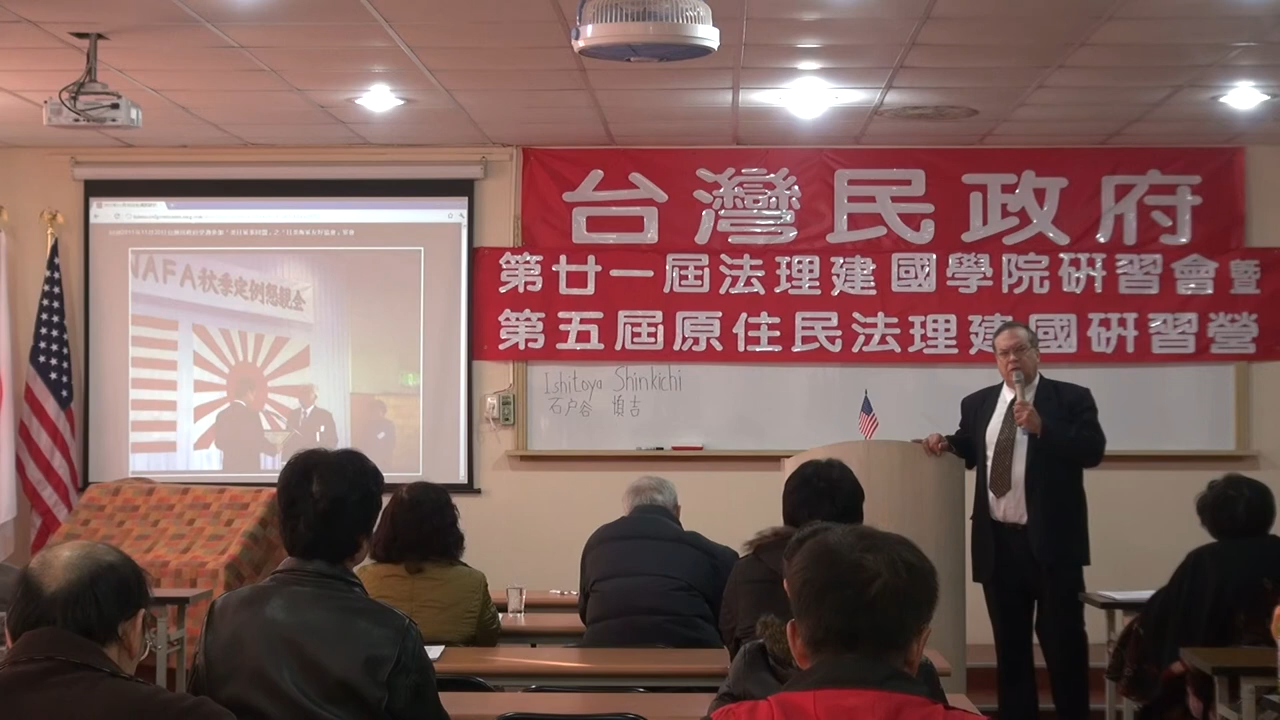 NAFA秋季定例懇親会
台灣民政府
第廿一屆法理建國學院研習會暨
第五屆原住民法理建國研習營
Ishitoya Shinkichi
石戸谷 慎吉